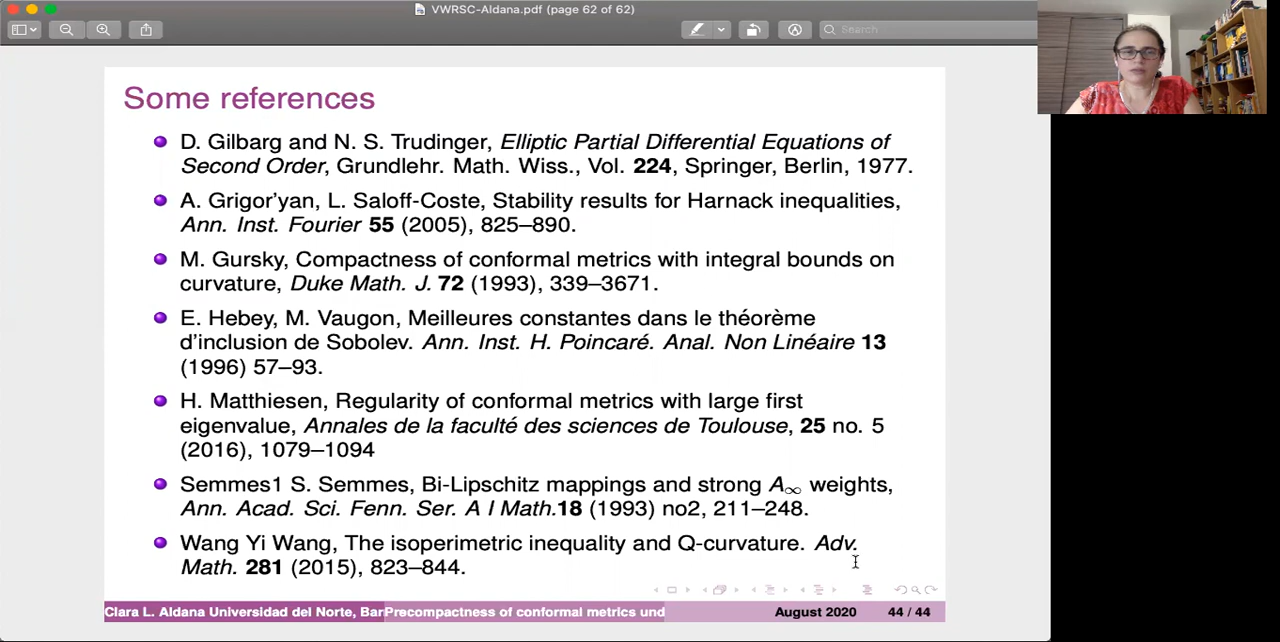 VWRSC-Aldana.pdf (page 62 of 62)
Search
Some references
D. Gilbarg and N. S. Trudinger, Elliptic Partial Differential Equations of
Second Order, Grundlehr. Math. Wiss., Vol. 224, Springer, Berlin, 1977.
A. Grigor'yan, L. Saloff-Coste, Stability results for Harnack inequalities,
Ann. Inst. Fourier 55 (2005), 825–890.
M. Gursky, Compactness of conformal metrics with integral bounds on
curvature, Duke Math. J. 72 (1993), 339–3671.
E. Hebey, M. Vaugon, Meilleures constantes dans le théorème
d'inclusion de Sobolev. Ann. Inst. H. Poincaré. Anal. Non Linéaire 13
(1996) 57–93.
H. Matthiesen, Regularity of conformal metrics with large first
eigenvalue, Annales de la faculté des sciences de Toulouse, 25 no. 5
(2016), 1079–1094
Semmes1 S. Semmes, Bi-Lipschitz mappings and strong A∞ weights,
Ann. Acad. Sci. Fenn. Ser. A I Math.18 (1993) no2, 211–248.
Wang Yi Wang, The isoperimetric inequality and Q-curvature. Adv.
Math. 281 (2015), 823–844.
Clara L. Aldana Universidad del Norte, BarPrecompactness of conformal metrics und August 2020 44 / 44